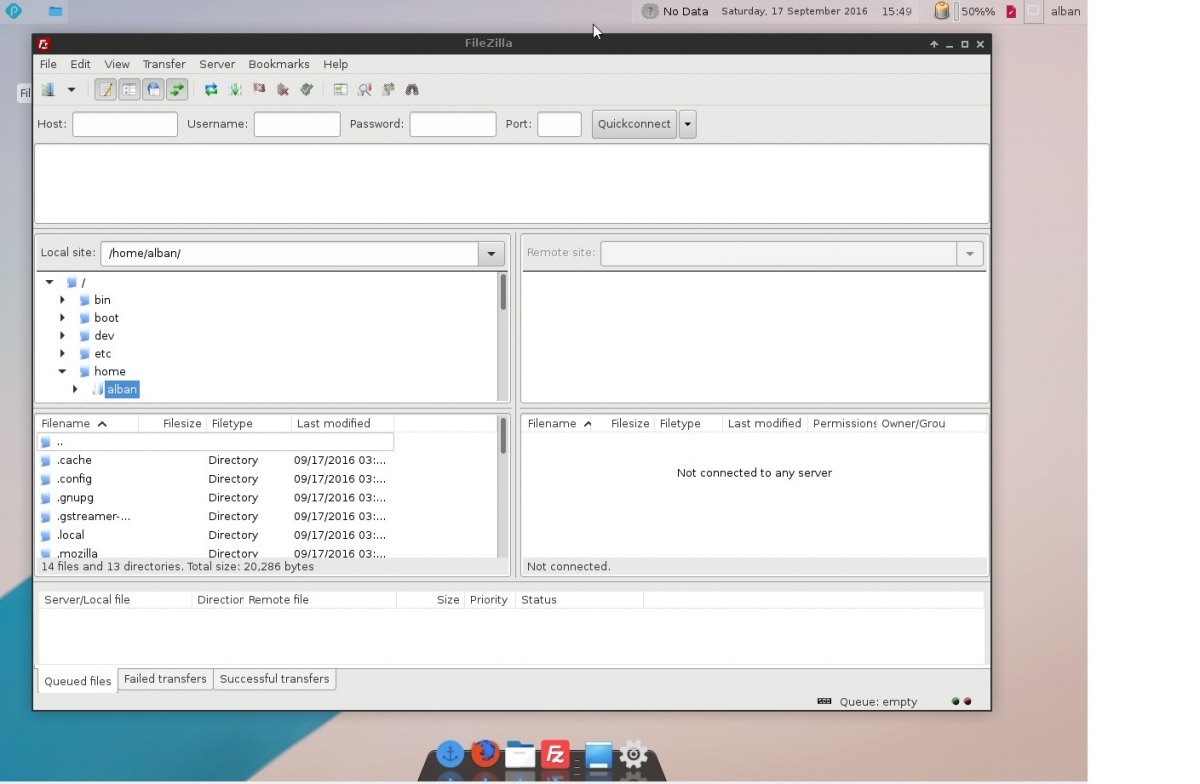 No Data Saturday, 17 September 2016 15:49 50%% alban
Fil
FileZilla
File Edit View Transfer Server Bookmarks Help
Host: Username: Password: Port: Quickconnect
Local site: /home/alban/
Remote site:
/
bin
boot
dev
etc
home
alban
Filename Filesize Filetype Last modified
..
.cache Directory 09/17/2016 03:...
.config Directory 09/17/2016 03:...
.gnupg Directory 09/17/2016 03:...
.gstreamer-... Directory 09/17/2016 03:...
.local Directory 09/17/2016 03:...
.mozilla Directory 09/17/2016 03:...
14 files and 13 directories. Total size: 20,286 bytes
Filename Filesize Filetype Last modified Permissions Owner/Grou
Not connected to any server
Not connected.
Server/Local file Direction Remote file Size Priority Status
Queued files Failed transfers Successful transfers
Queue: empty